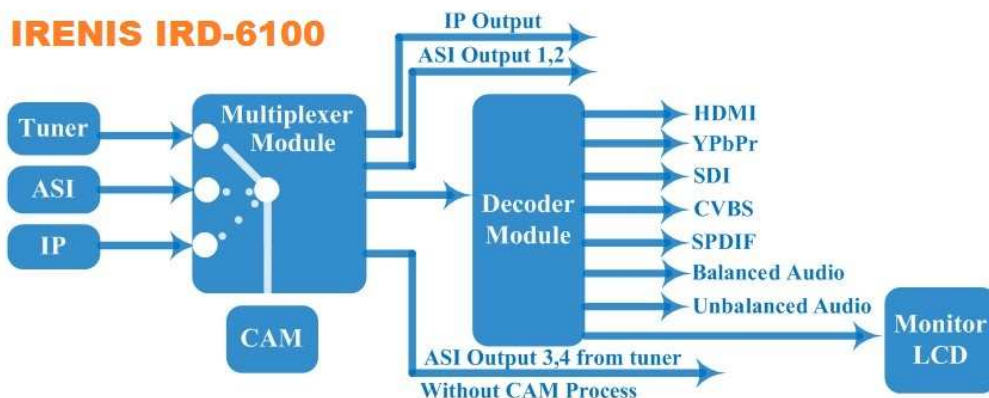 IRENIS IRD-6100
IP Output
ASI Output 1,2
Tuner
ASI
IP
Multiplexer
Module
CAM
Decoder
Module
HDMI
YPbPr
SDI
CVBS
SPDIF
Balanced Audio
Unbalanced Audio
Monitor
LCD
ASI Output 3,4 from tuner
Without CAM Process